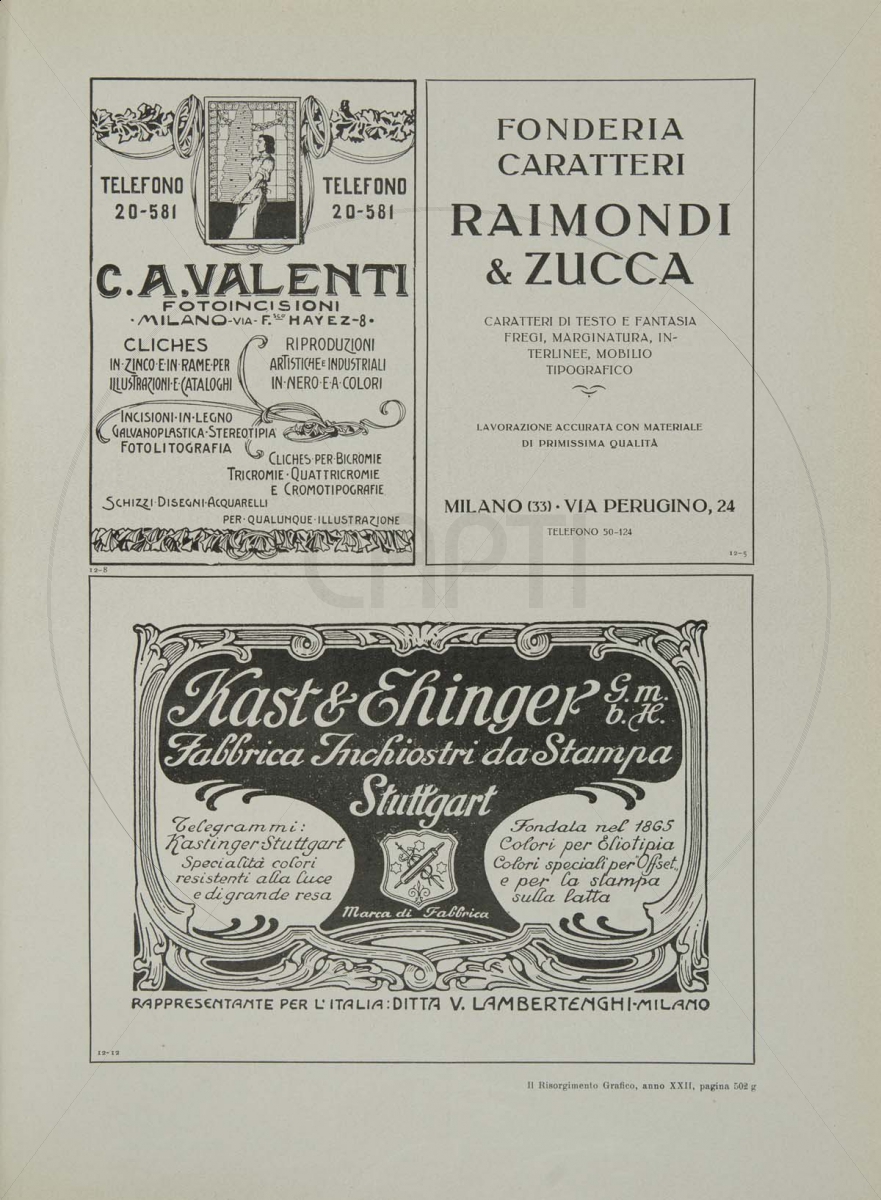 TELEFONO
20-581
TELEFONO
20-581
C.A.VALENTI
FOTOINCISIONI
·MILANO-VIA-F.sco HAYEZ-8·
CLICHES
IN·ZINCO·E·IN·RAME·PER
ILLUSTRAZIONI·E·CATALOGHI
RIPRODUZIONI
ARTISTICHE E INDUSTRIALI
IN·NERO·E·A·COLORI
INCISIONI·IN·LEGNO
GALVANOPLASTICA·STEREOTIPIA
FOTOLITOGRAFIA
CLICHES·PER·BICROMIE
TRICROMIE·QUATTRICROMIE
E CROMOTIPOGRAFIE
SCHIZZI·DISEGNI·ACQUARELLI
PER·QUALUNQUE·ILLUSTRAZIONE
12-8
FONDERIA
CARATTERI
RAIMONDI
& ZUCCA
CARATTERI DI TESTO E FANTASIA
FREGI, MARGINATURA, IN-
TERLINEE, MOBILIO
TIPOGRAFICO
LAVORAZIONE ACCURATA CON MATERIALE
DI PRIMISSIMA QUALITÀ
MILANO (33) · VIA PERUGINO, 24
TELEFONO 50-124
12-5
CAPTI
Kast & Ehinger G.m.
b.H.
Fabbrica Inchiostri da Stampa
Stuttgart
Telegrammi:
Kastinger Stuttgart
Specialità colori
resistenti alla luce
e di grande resa
Fondata nel 1865
Colori per Eliotipia
Colori speciali per Offset,
e per la stampa
sulla latta
Marca di Fabbrica
RAPPRESENTANTE PER L'ITALIA: DITTA V. LAMBERTENGHI-MILANO
12-12
Il Risorgimento Grafico, anno XXII, pagina 502 g